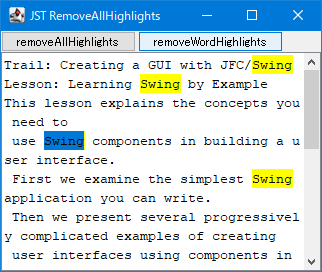 JST RemoveAllHighlights
removeAllHighlights removeWordHighlights
Trail: Creating a GUI with JFC/Swing
Lesson: Learning Swing by Example
This lesson explains the concepts you
 need to
 use Swing components in building a u
ser interface.
 First we examine the simplest Swing
application you can write.
 Then we present several progressivel
y complicated examples of creating
 user interfaces using components in